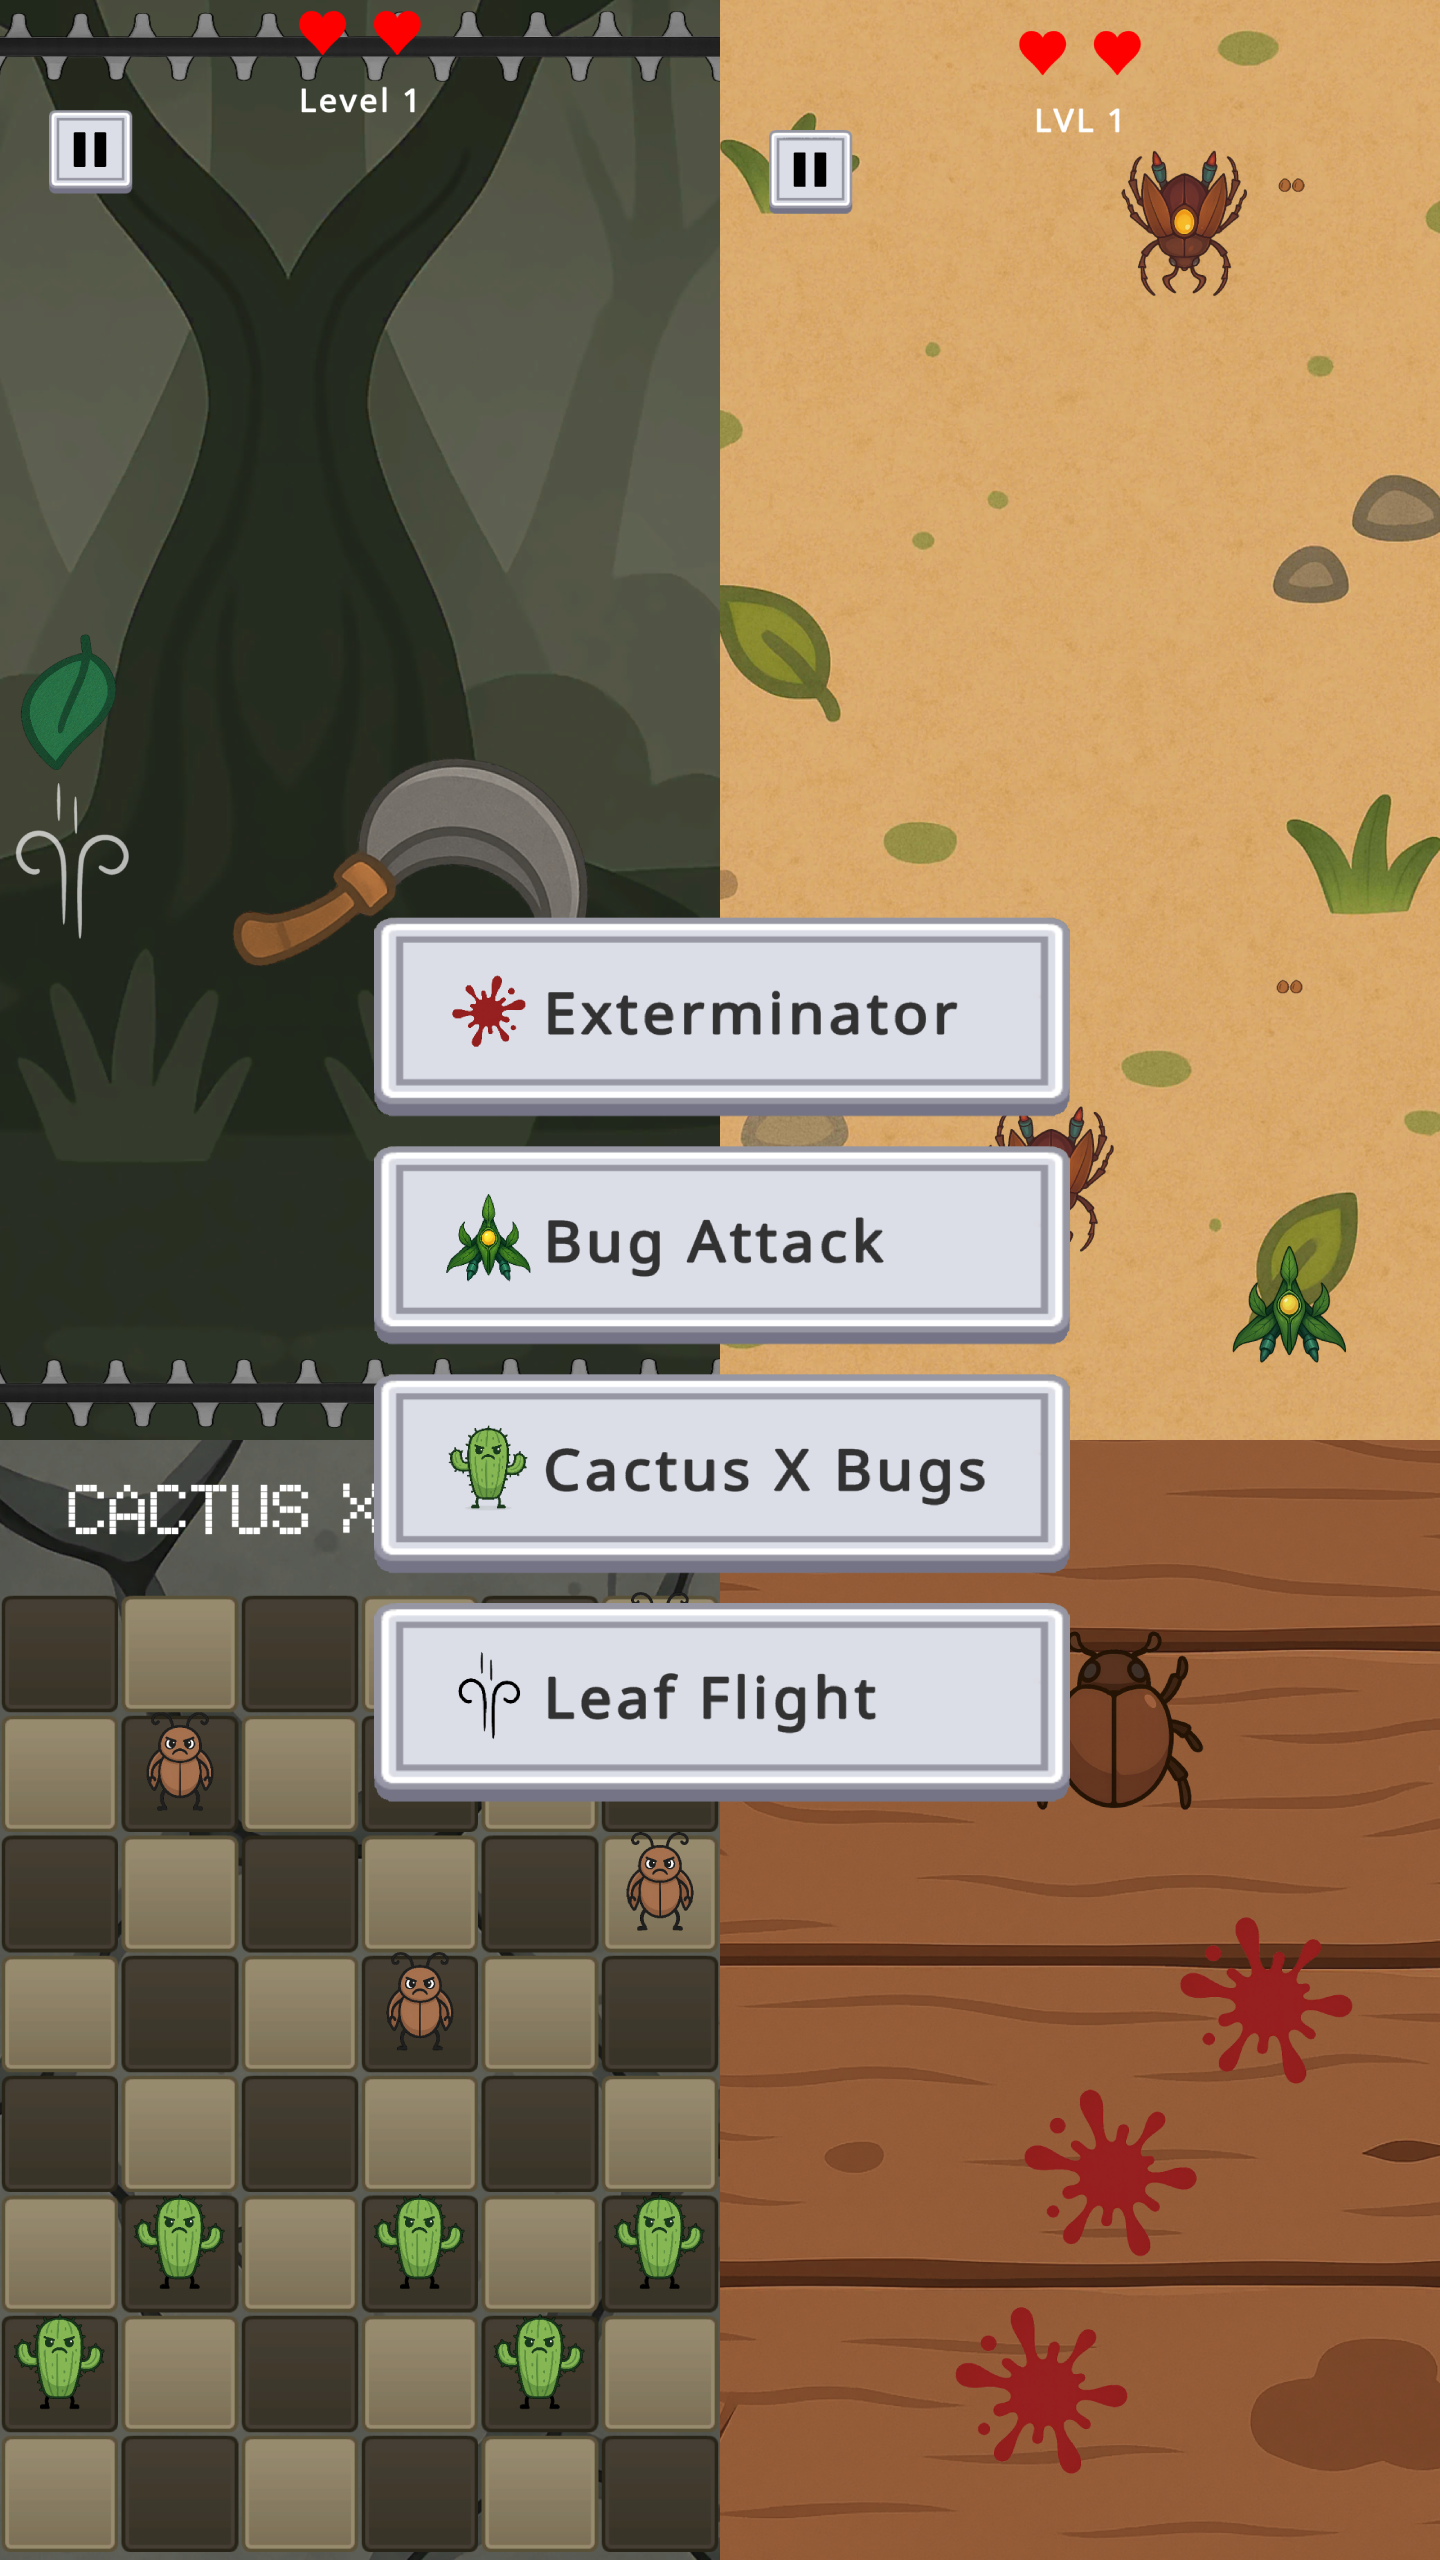 Level 1
LVL 1
Exterminator
Bug Attack
CACTUS X
Cactus X Bugs
Leaf Flight